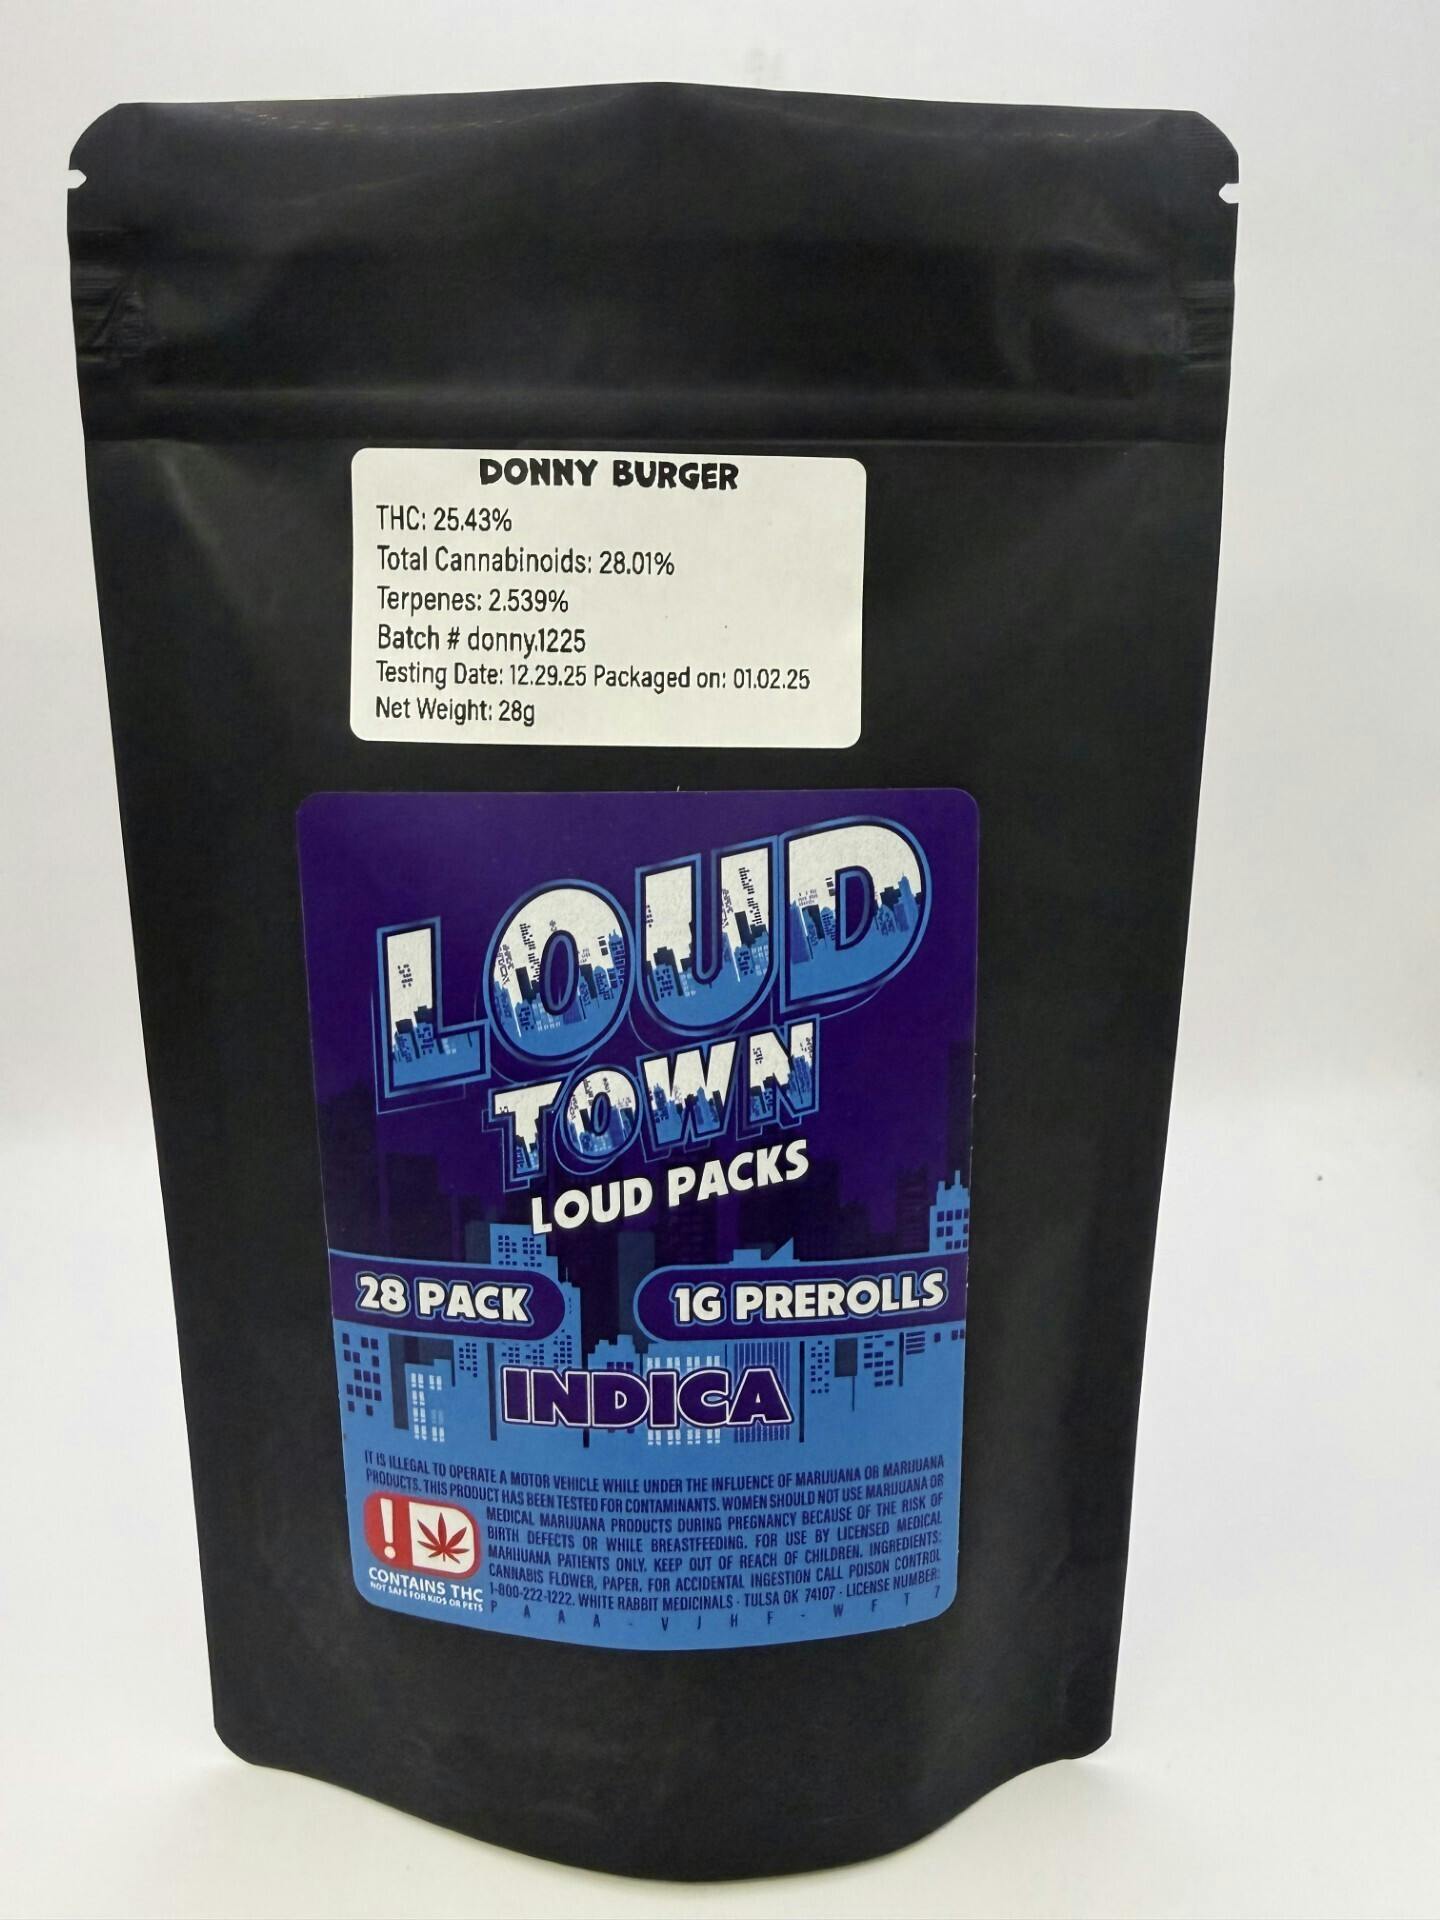 DONNY BURGER
THC: 25.43%
Total Cannabinoids: 28.01%
Terpenes: 2.539%
Batch # donny.1225
Testing Date: 12.29.25 Packaged on: 01.02.25
Net Weight: 28g
LOUD
TOWN
LOUD PACKS
28 PACK
1G PREROLLS
INDICA
IT IS ILLEGAL TO OPERATE A MOTOR VEHICLE WHILE UNDER THE INFLUENCE OF MARIJUANA OR MARIJUANA
PRODUCTS. THIS PRODUCT HAS BEEN TESTED FOR CONTAMINANTS. WOMEN SHOULD NOT USE MARIJUANA OR
MEDICAL MARIJUANA PRODUCTS DURING PREGNANCY BECAUSE OF THE RISK OF
BIRTH DEFECTS OR WHILE BREASTFEEDING. FOR USE BY LICENSED MEDICAL
MARIJUANA PATIENTS ONLY. KEEP OUT OF REACH OF CHILDREN. INGREDIENTS:
CANNABIS FLOWER, PAPER. FOR ACCIDENTAL INGESTION CALL POISON CONTROL
1-800-222-1222. WHITE RABBIT MEDICINALS - TULSA OK 74107 - LICENSE NUMBER:
P A A A - V J H F - W F T 7
!
CONTAINS THC
NOT SAFE FOR KIDS OR PETS